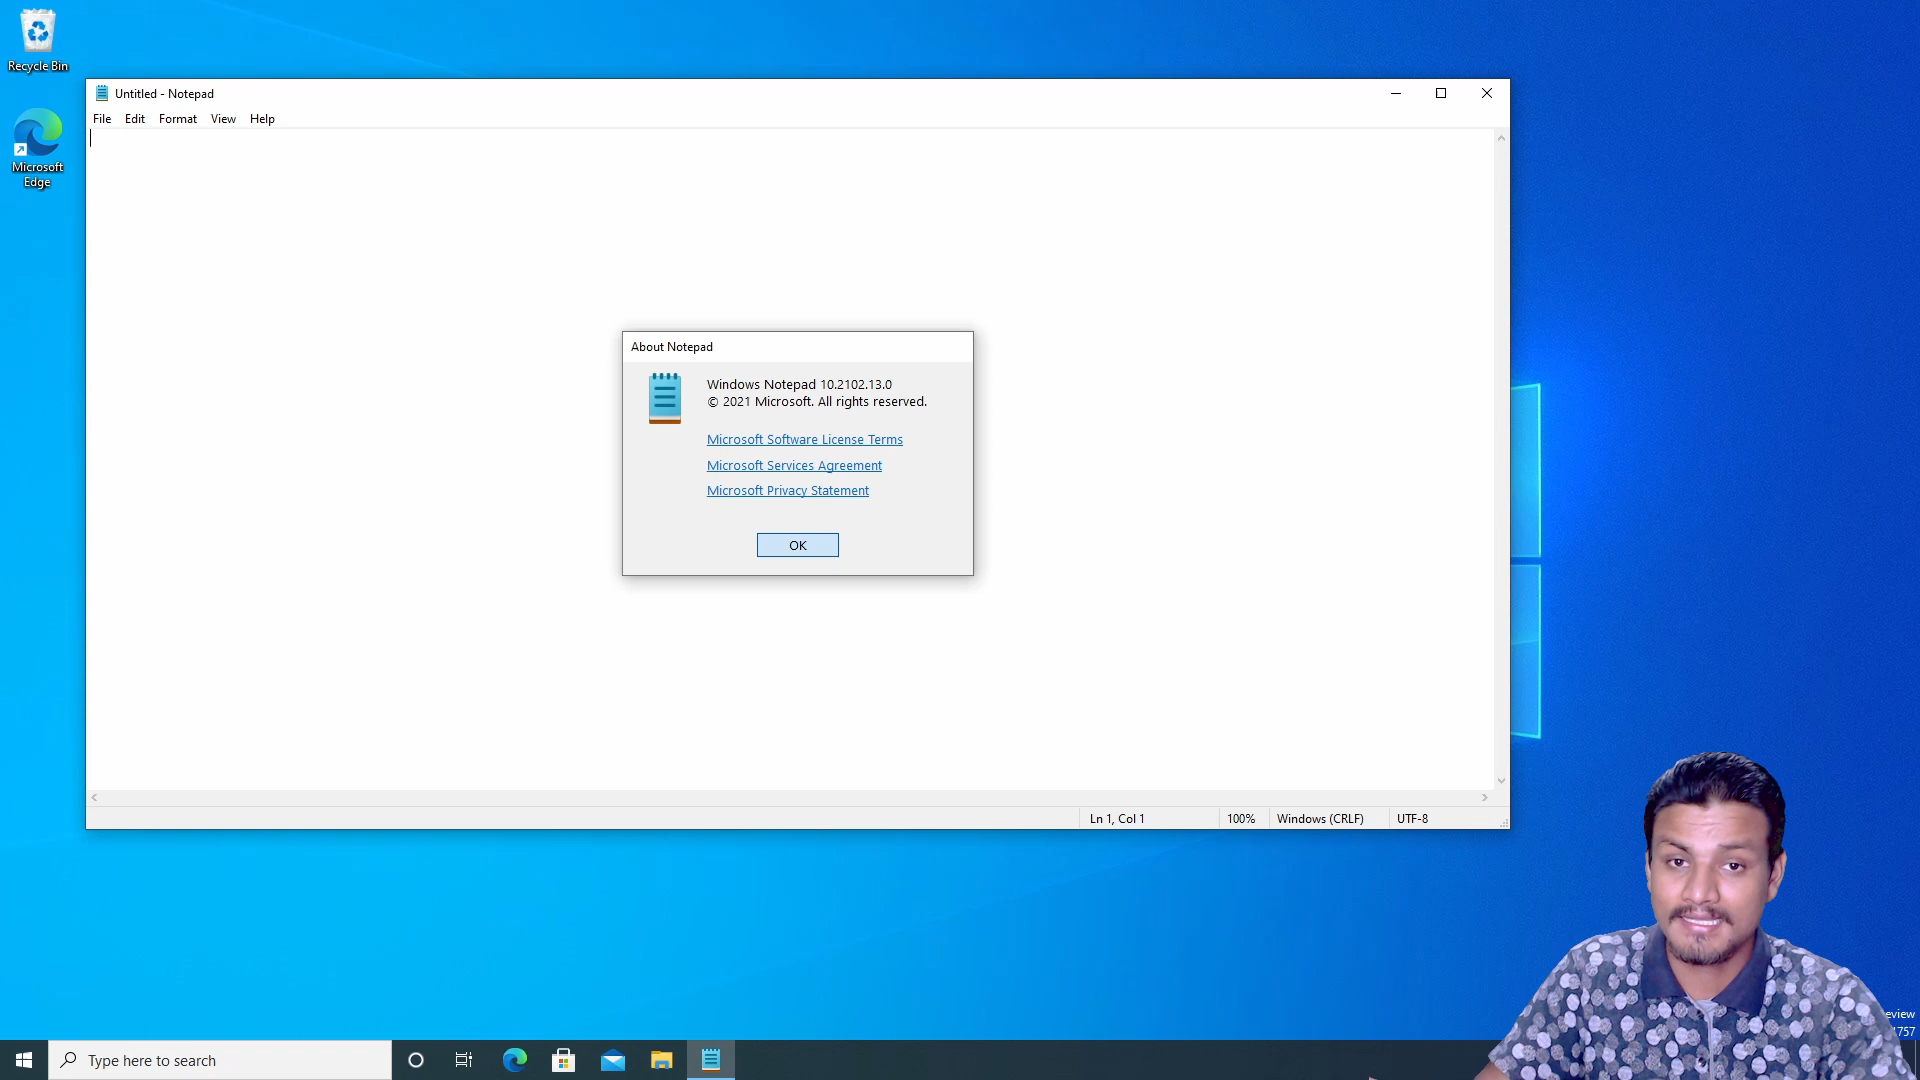 Recycle Bin
Microsoft
Edge
Untitled - Notepad
File Edit Format View Help
About Notepad
Windows Notepad 10.2102.13.0
© 2021 Microsoft. All rights reserved.
Microsoft Software License Terms
Microsoft Services Agreement
Microsoft Privacy Statement
OK
Ln 1, Col 1 100% Windows (CRLF) UTF-8
eview
1757
Type here to search